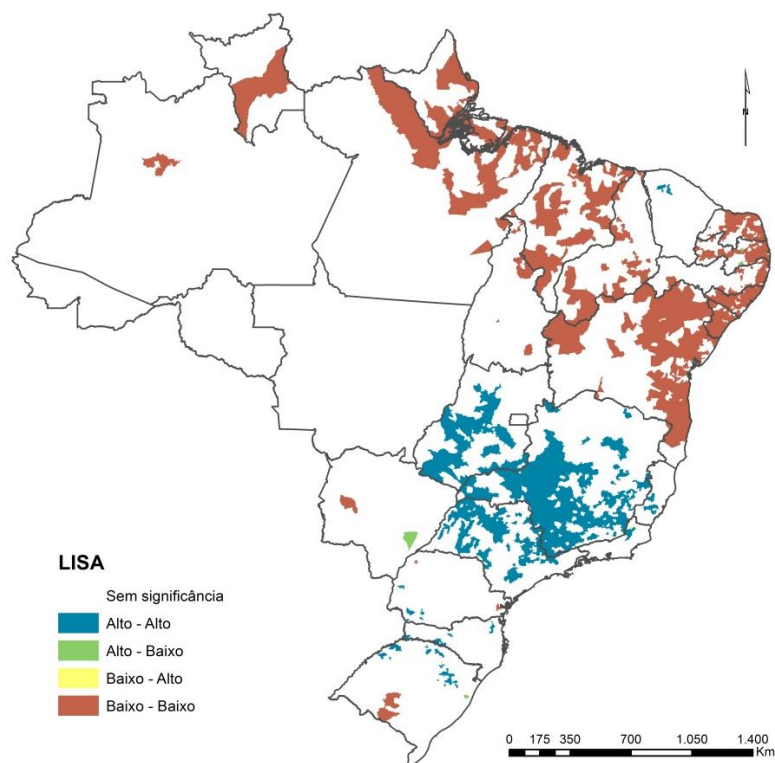 N
LISA
Sem significância
Alto - Alto
Alto - Baixo
Baixo - Alto
Baixo - Baixo
0 175 350 700 1.050 1.400
Km